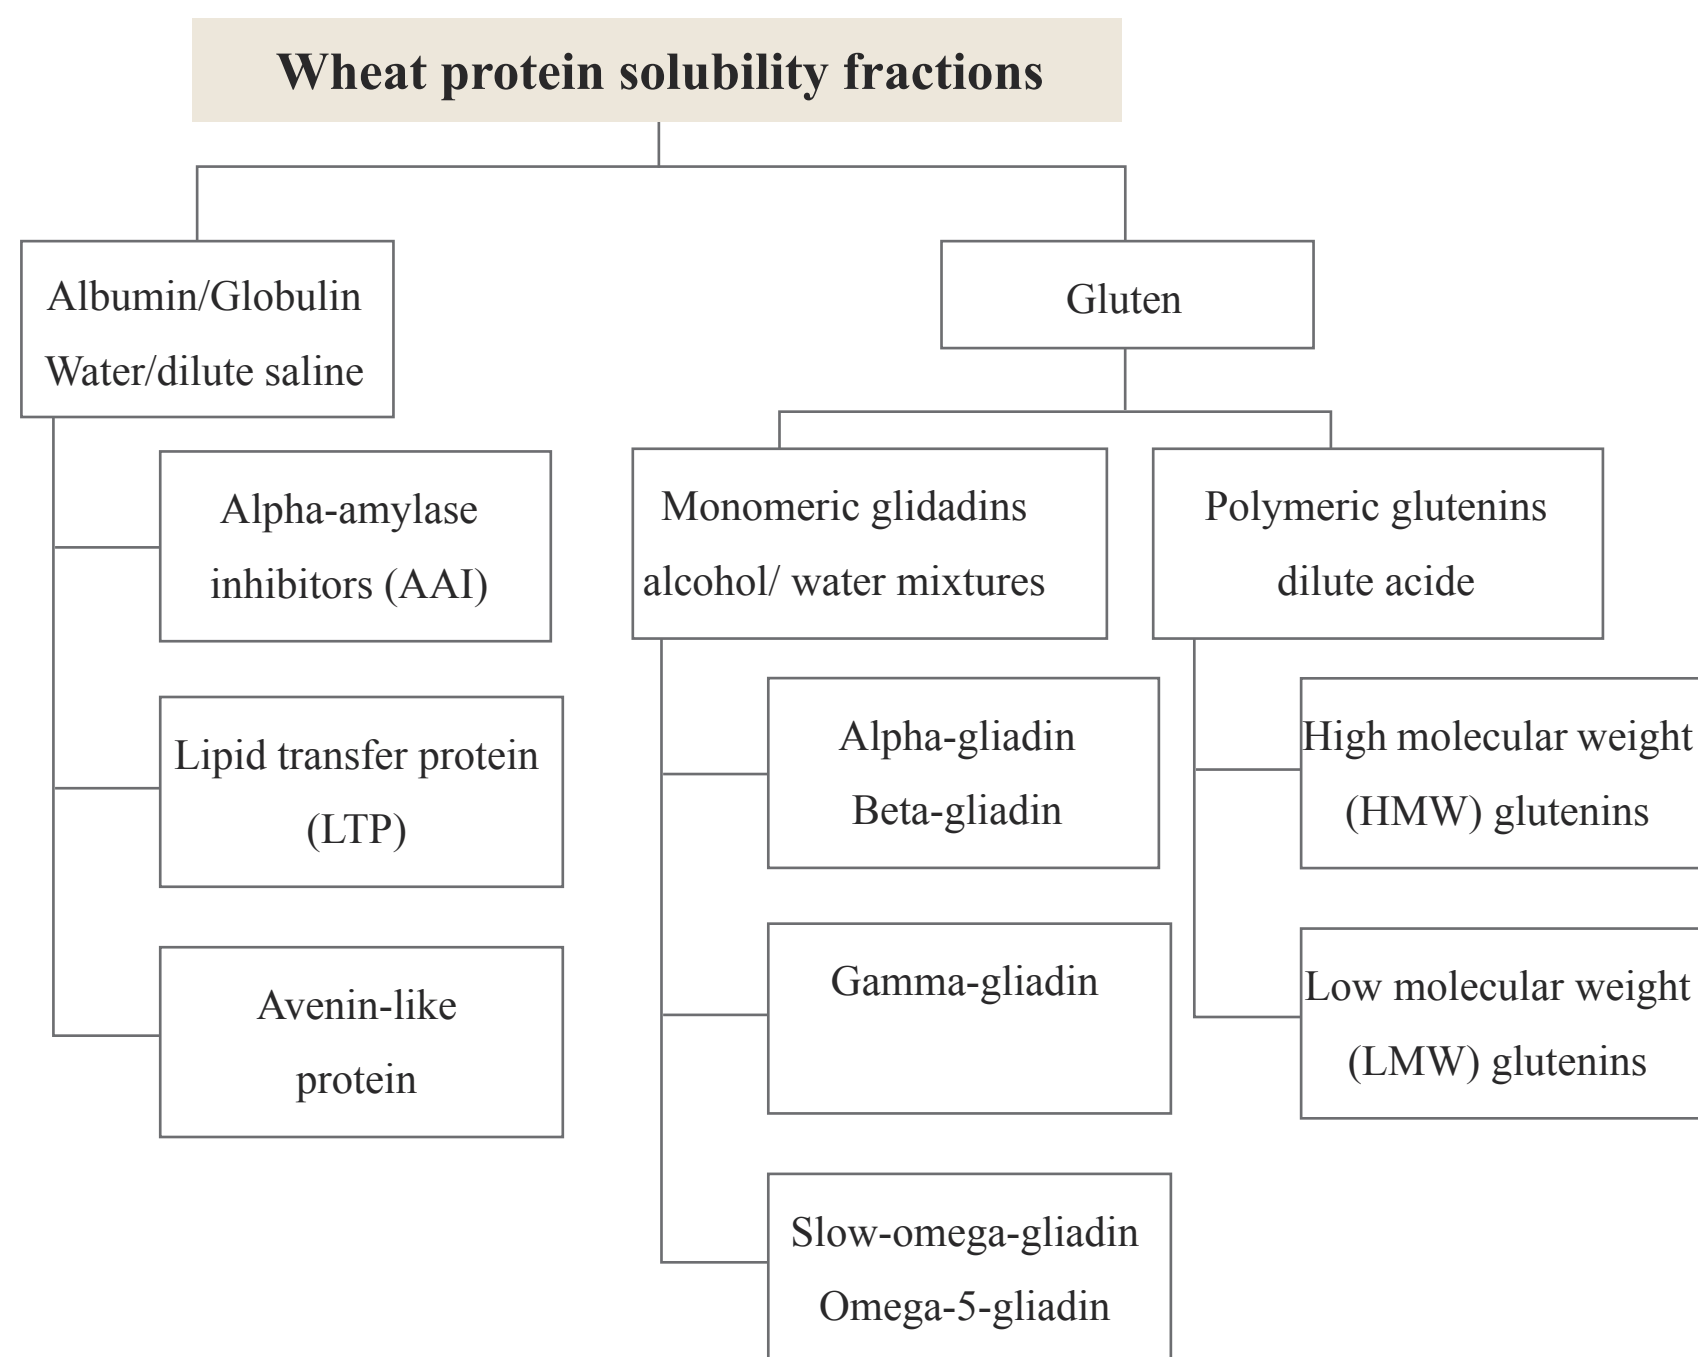 Wheat protein solubility fractions
Albumin/Globulin
Water/dilute saline
Alpha-amylase
inhibitors (AAI)
Lipid transfer protein
(LTP)
Avenin-like
protein
Gluten
Monomeric glidadins
alcohol/ water mixtures
Alpha-gliadin
Beta-gliadin
Gamma-gliadin
Slow-omega-gliadin
Omega-5-gliadin
Polymeric glutenins
dilute acide
High molecular weight
(HMW) glutenins
Low molecular weight
(LMW) glutenins